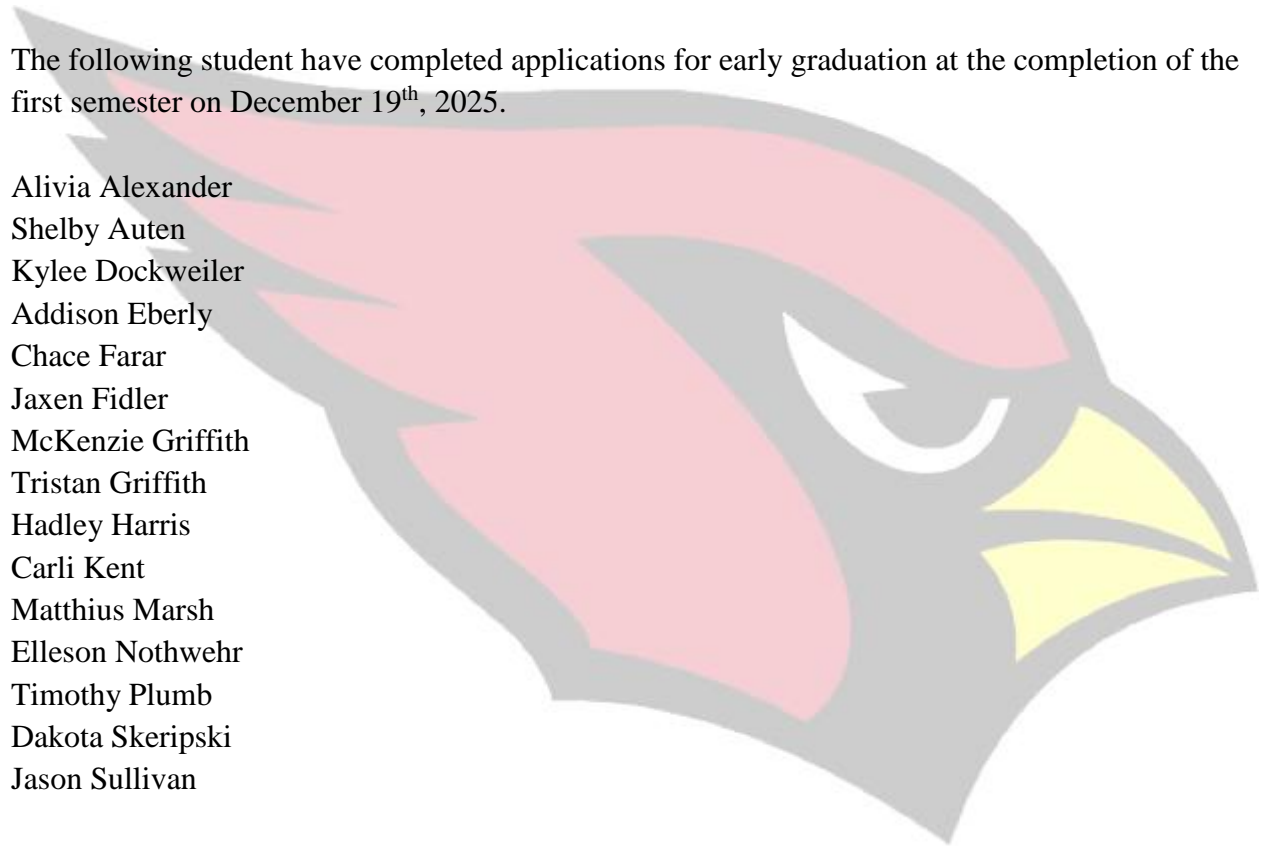 The following student have completed applications for early graduation at the completion of the
first semester on December 19th, 2025.
Alivia Alexander
Shelby Auten
Kylee Dockweiler
Addison Eberly
Chace Farar
Jaxen Fidler
McKenzie Griffith
Tristan Griffith
Hadley Harris
Carli Kent
Matthius Marsh
Elleson Nothwehr
Timothy Plumb
Dakota Skeripski
Jason Sullivan